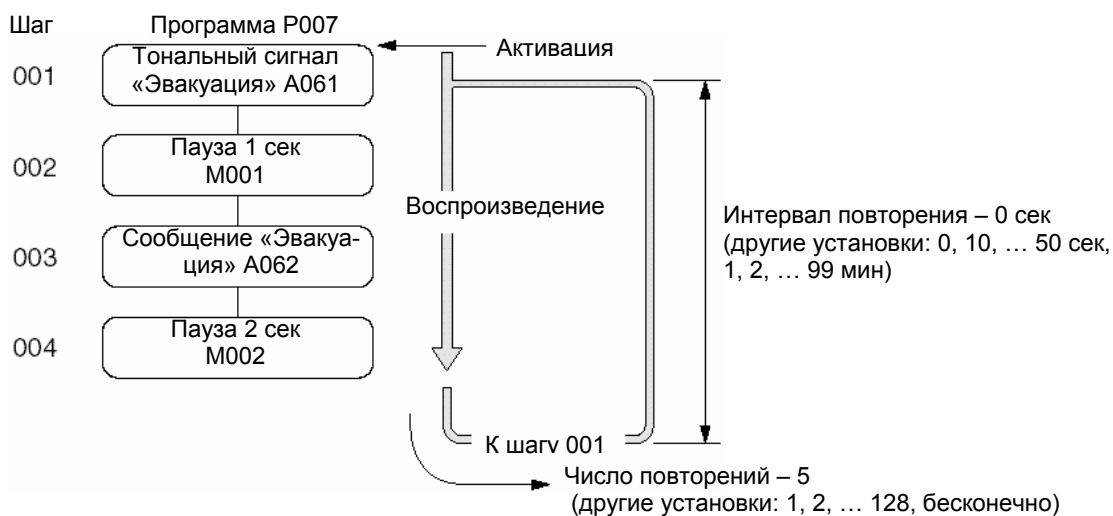 Шаг
Программа P007
Активация
001
Тональный сигнал
«Эвакуация» A061
002
Пауза 1 сек
M001
Воспроизведение
Интервал повторения – 0 сек
(другие установки: 0, 10, … 50 сек,
1, 2, … 99 мин)
003
Сообщение «Эвакуа-
ция» A062
004
Пауза 2 сек
M002
К шагу 001
Число повторений – 5
(другие установки: 1, 2, … 128, бесконечно)